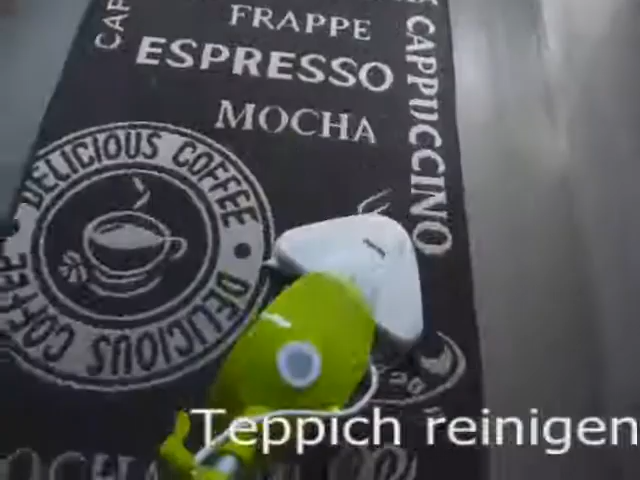 FRAPPE
CAPPUCCINO
ESPRESSO
MOCHA
DELICIOUS COFFEE
DELICIOUS COFFEE
Teppich reinigen